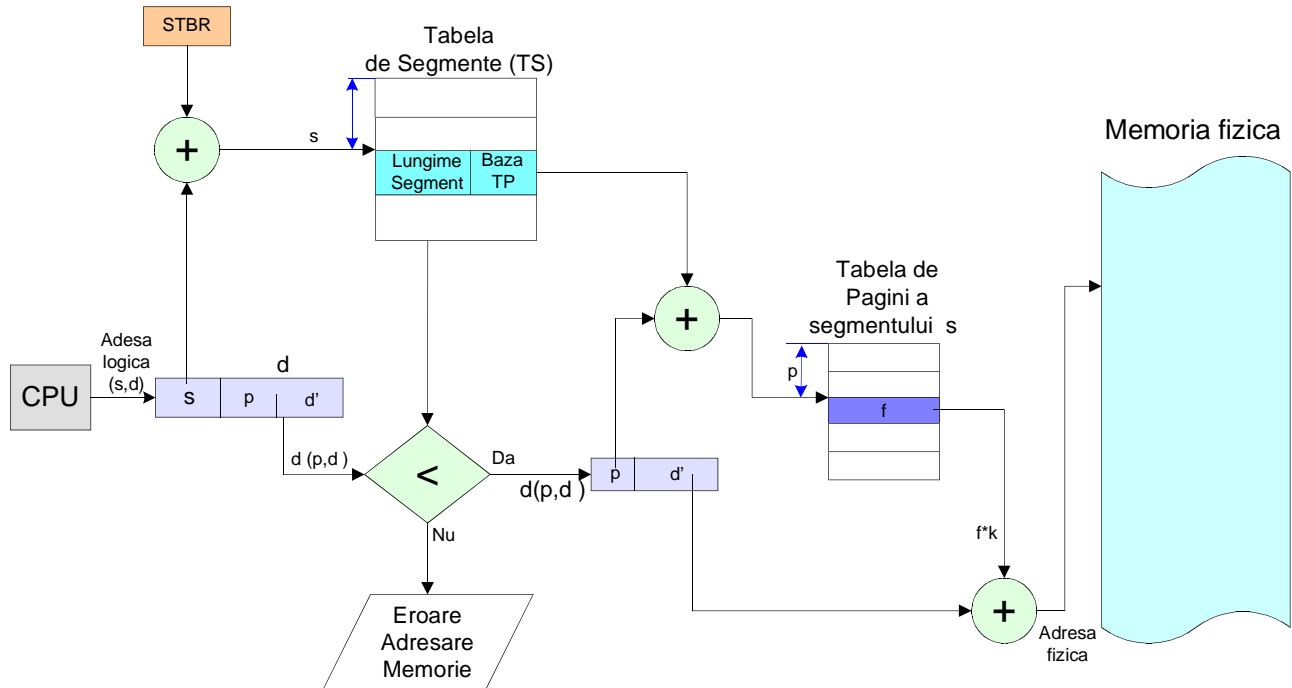 STBR
Tabela
de Segmente (TS)
s
Lungime
Segment
Baza
TP
Memoria fizica
Tabela de
Pagini a
segmentului s
Adesa
logica
(s,d)
CPU
d
s
p
d'
d (p,d )
<
Da
d(p,d )
Nu
p
d'
+
+
p
f
f*k
+
Adresa
fizica
Eroare
Adresare
Memorie